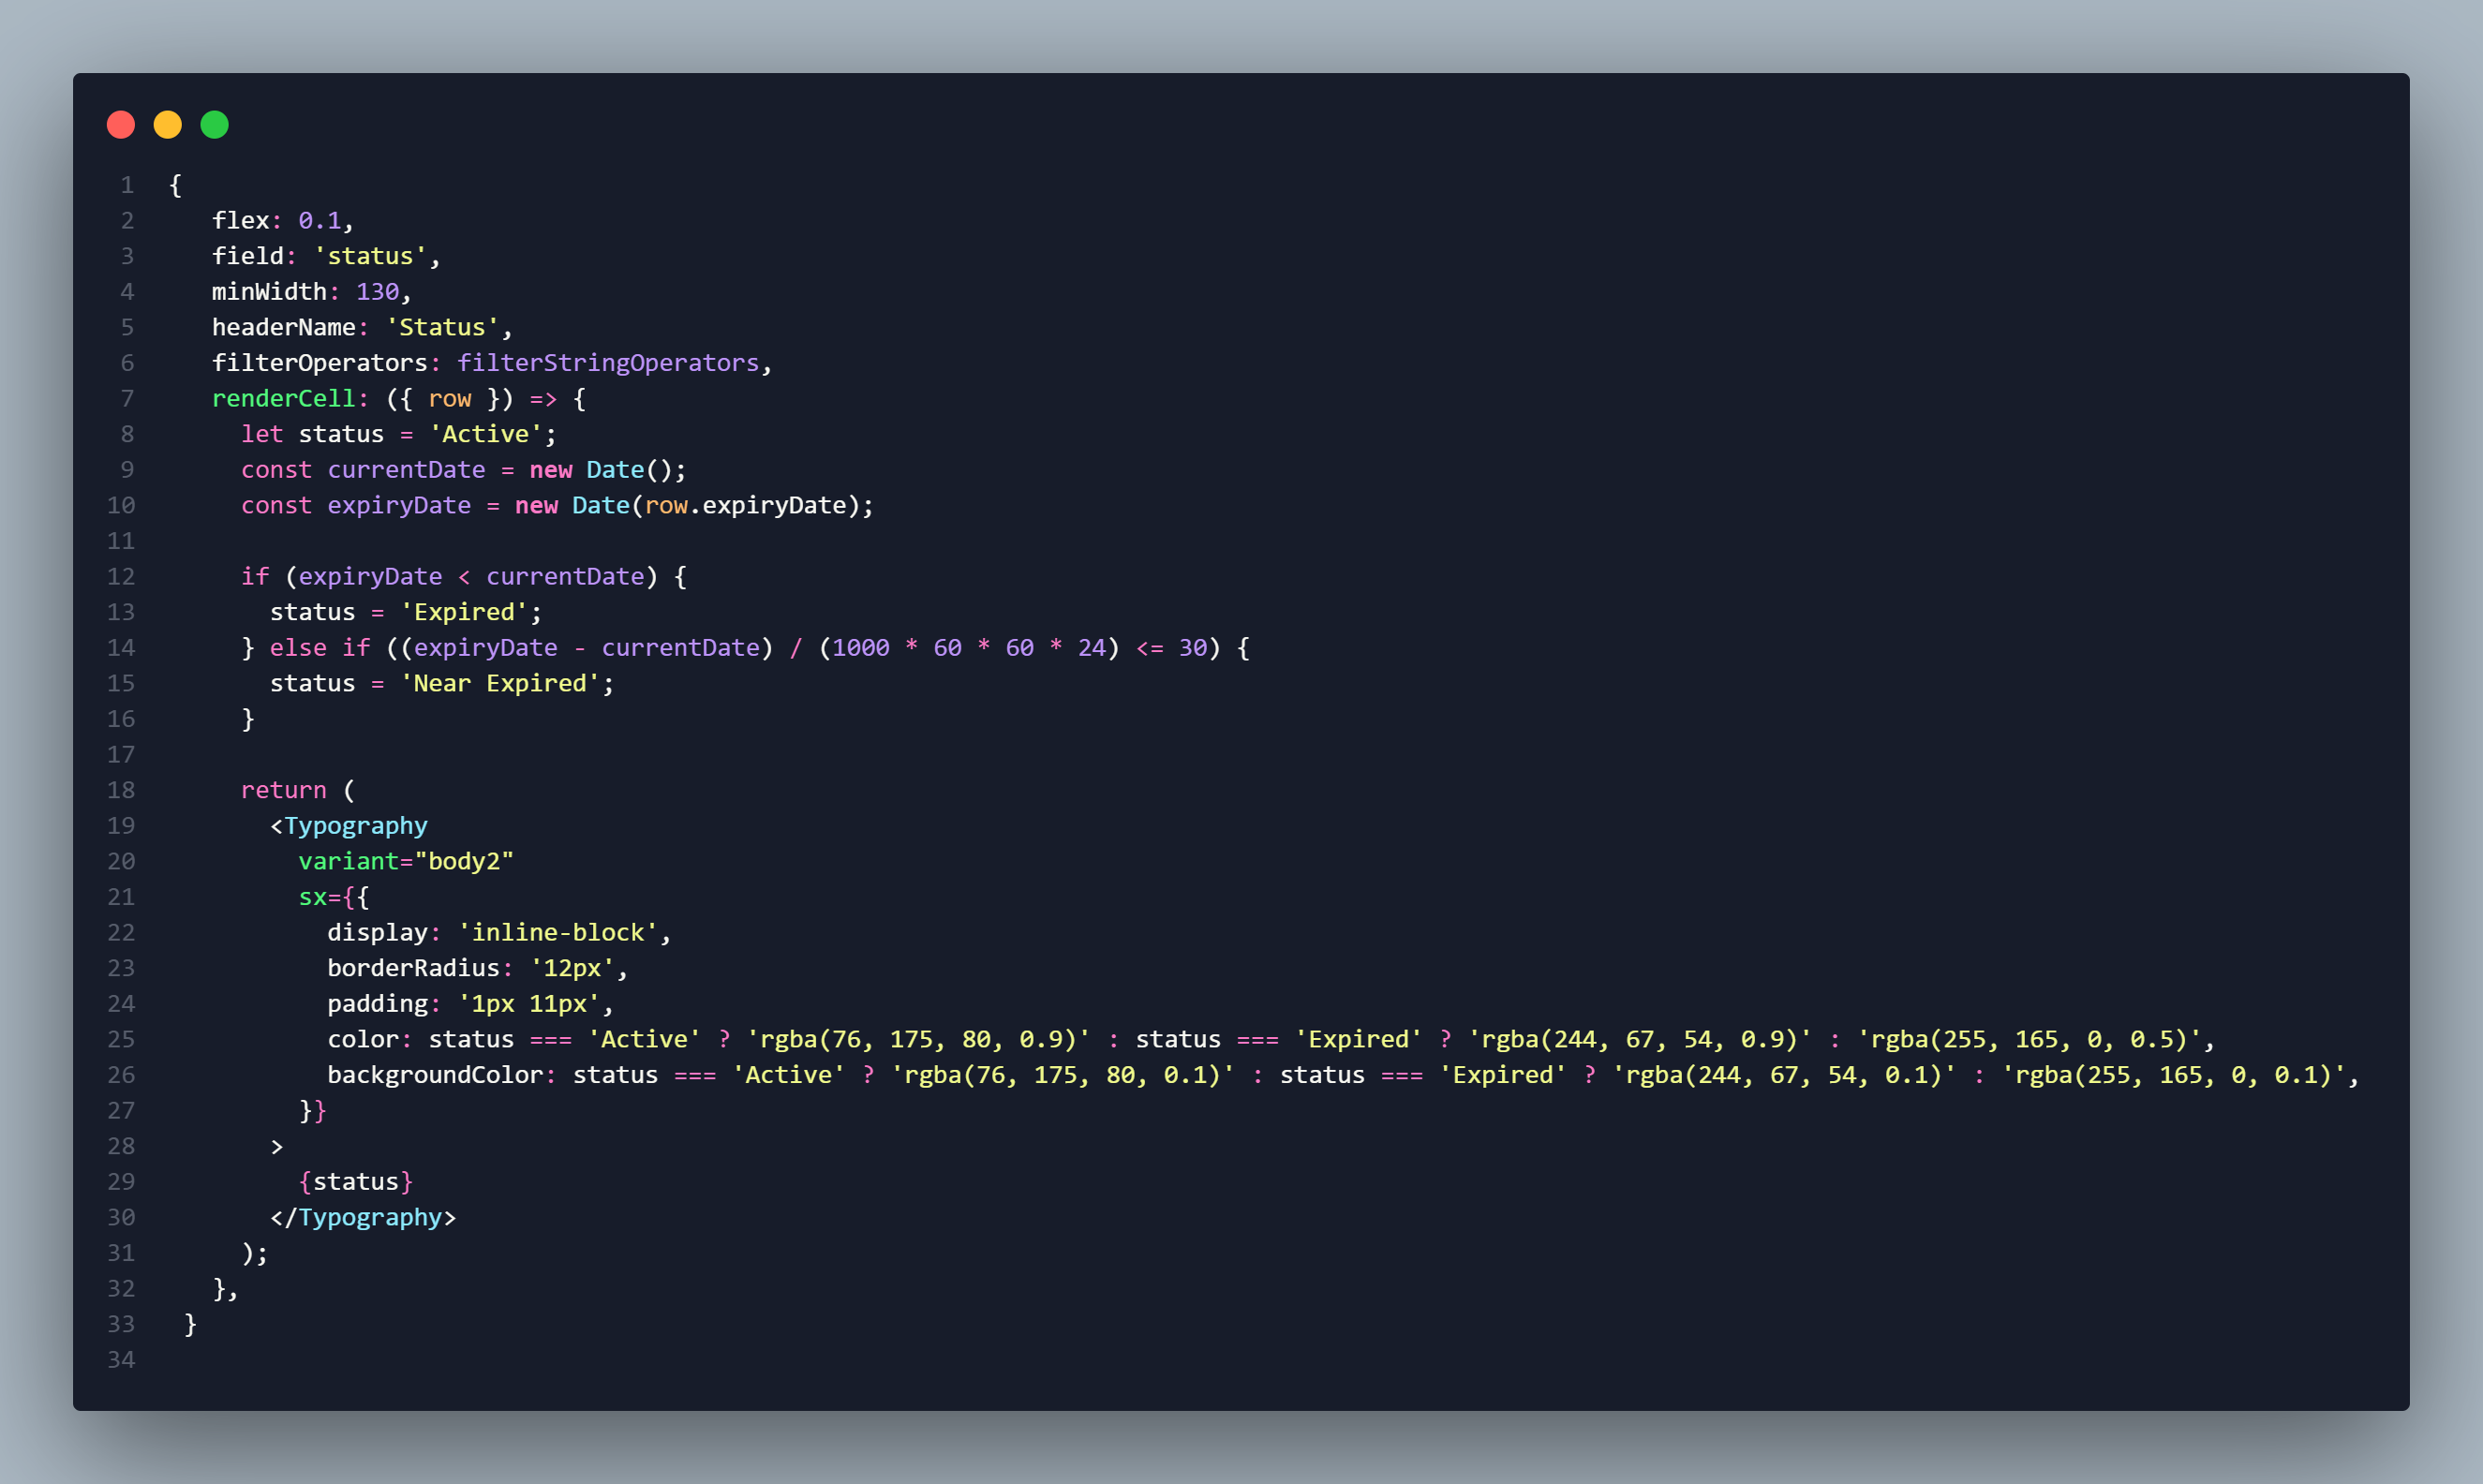 1 {
2 flex: 0.1,
3 field: 'status',
4 minWidth: 130,
5 headerName: 'Status',
6 filterOperators: filterStringOperators,
7 renderCell: ({ row }) => {
8 let status = 'Active';
9 const currentDate = new Date();
10 const expiryDate = new Date(row.expiryDate);
11
12 if (expiryDate < currentDate) {
13 status = 'Expired';
14 } else if ((expiryDate - currentDate) / (1000 * 60 * 60 * 24) <= 30) {
15 status = 'Near Expired';
16 }
17
18 return (
19 <Typography
20 variant="body2"
21 sx={{
22 display: 'inline-block',
23 borderRadius: '12px',
24 padding: '1px 11px',
25 color: status === 'Active' ? 'rgba(76, 175, 80, 0.9)' : status === 'Expired' ? 'rgba(244, 67, 54, 0.9)' : 'rgba(255, 165, 0, 0.5)',
26 backgroundColor: status === 'Active' ? 'rgba(76, 175, 80, 0.1)' : status === 'Expired' ? 'rgba(244, 67, 54, 0.1)' : 'rgba(255, 165, 0, 0.1)',
27 }}
28 >
29 {status}
30 </Typography>
31 );
32 },
33 }
34